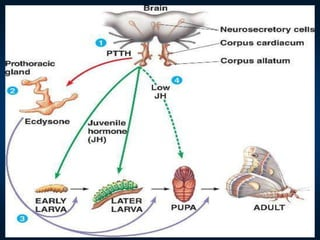 Brain
Neurosecretory cells
Corpus cardiacum
Corpus allatum
1
PTTH
Prothoracic
gland
2
4
Low
JH
Ecdysone
Juvenile
hormone
(JH)
EARLY
LARVA
LATER
LARVA
PUPA
ADULT
3